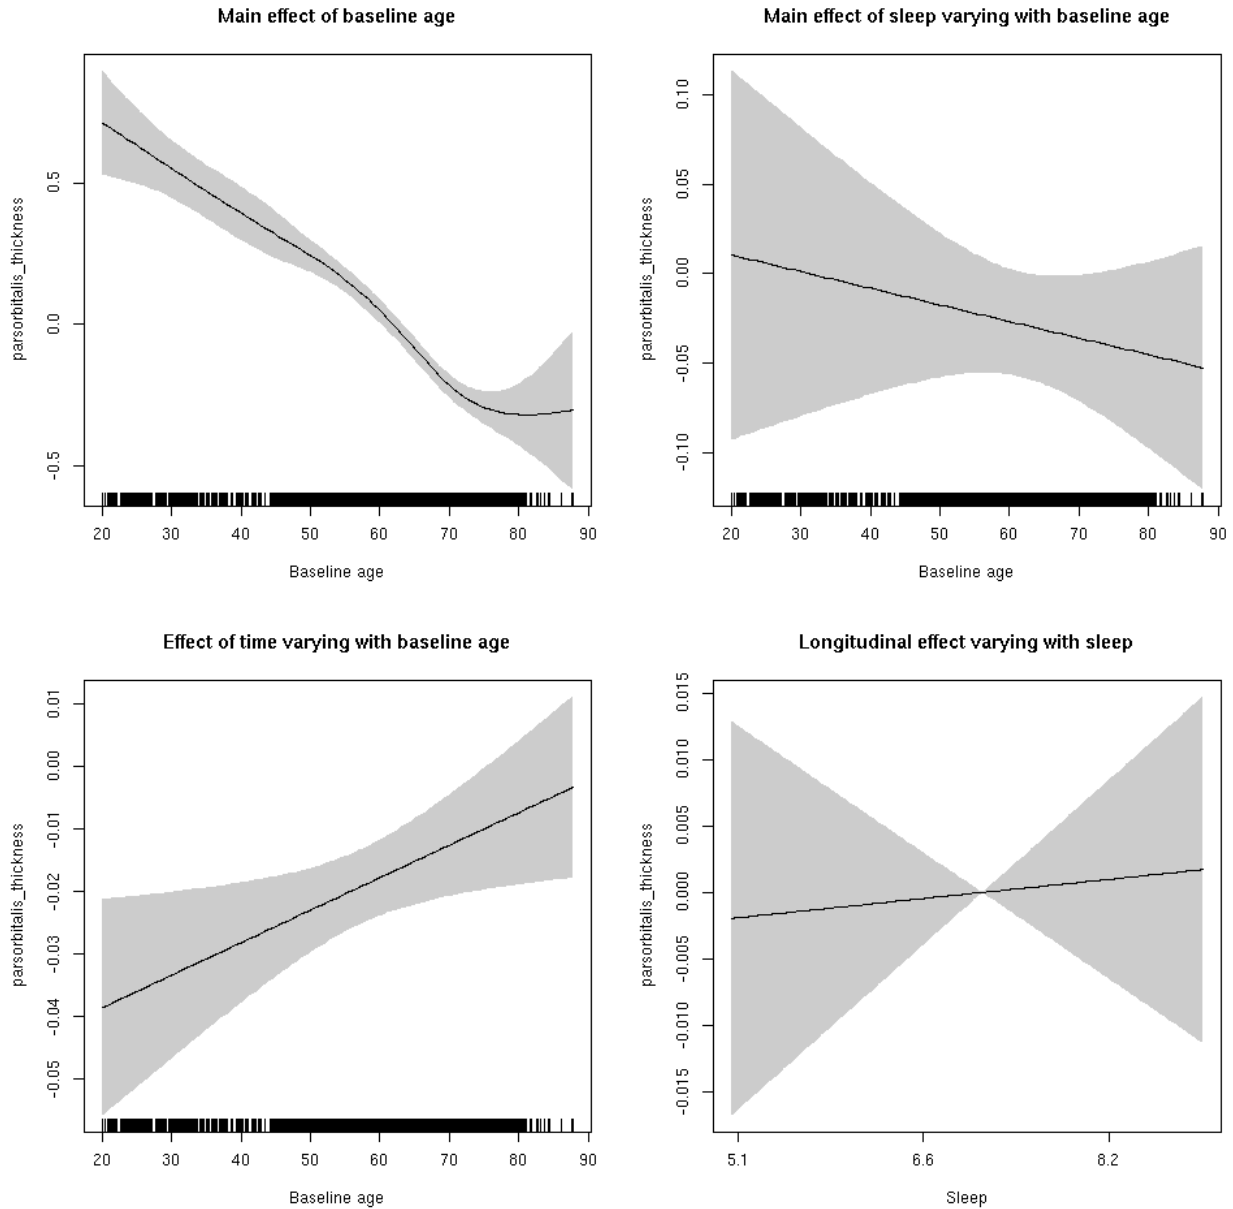 Main effect of baseline age
parsorbitalis_thickness
0.5
0.0
-0.5
20 30 40 50 60 70 80 90
Baseline age
Main effect of sleep varying with baseline age
parsorbitalis_thickness
0.10
0.05
0.00
-0.05
-0.10
20 30 40 50 60 70 80 90
Baseline age
Effect of time varying with baseline age
parsorbitalis_thickness
0.01
0.00
-0.01
-0.02
-0.03
-0.04
-0.05
20 30 40 50 60 70 80 90
Baseline age
Longitudinal effect varying with sleep
parsorbitalis_thickness
0.015
0.010
0.005
0.000
-0.005
-0.010
-0.015
5.1 6.6 8.2
Sleep